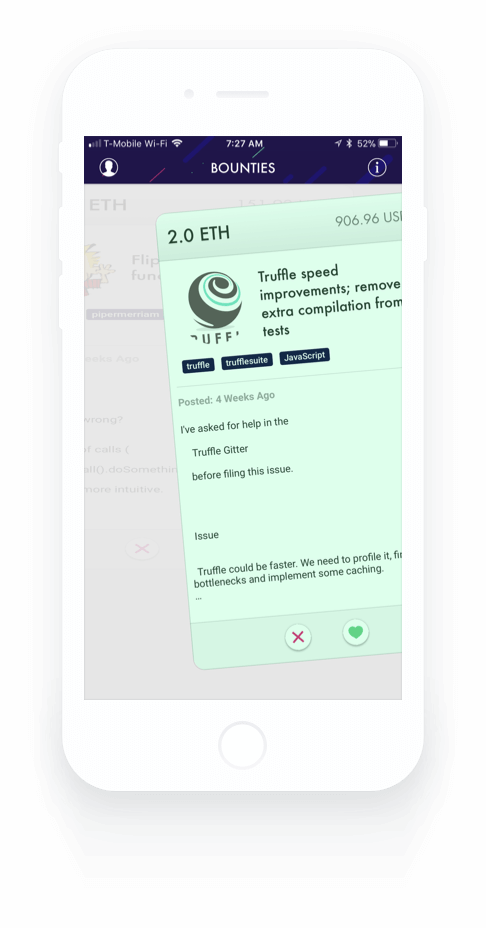 T-Mobile Wi-Fi 7:27 AM 52%
BOUNTIES
ETH
2.0 ETH 906.96 US
Flip
fun
Truffle speed
improvements; remove
extra compilation from
tests
pipermerriam
truffle trufflesuite JavaScript
eeks Ago
Posted: 4 Weeks Ago
wrong?
I've asked for help in the
f calls (
Truffle Gitter
all().doSomethin
before filing this issue.
more intuitive.
Issue
Truffle could be faster. We need to profile it, fi
bottlenecks and implement some caching.
...